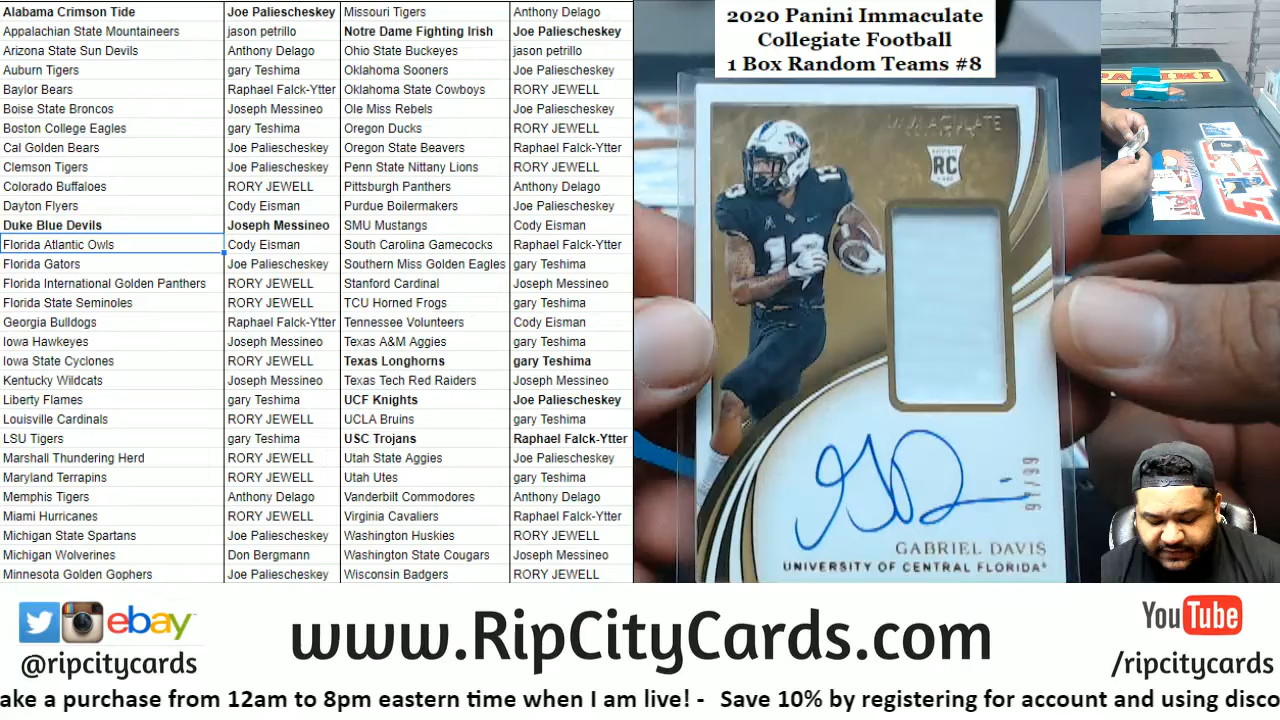 Alabama Crimson Tide Joe Paliescheskey Missouri Tigers Anthony Delago
Appalachian State Mountaineers jason petrillo Notre Dame Fighting Irish Joe Paliescheskey
Arizona State Sun Devils Anthony Delago Ohio State Buckeyes jason petrillo
Auburn Tigers gary Teshima Oklahoma Sooners Joe Paliescheskey
Baylor Bears Raphael Falck-Ytter Oklahoma State Cowboys RORY JEWELL
Boise State Broncos Joseph Messineo Ole Miss Rebels Joe Paliescheskey
Boston College Eagles gary Teshima Oregon Ducks RORY JEWELL
Cal Golden Bears Joe Paliescheskey Oregon State Beavers Raphael Falck-Ytter
Clemson Tigers Joe Paliescheskey Penn State Nittany Lions RORY JEWELL
Colorado Buffaloes RORY JEWELL Pittsburgh Panthers Anthony Delago
Dayton Flyers Cody Eisman Purdue Boilermakers Joe Paliescheskey
Duke Blue Devils Joseph Messineo SMU Mustangs Cody Eisman
Florida Atlantic Owls Cody Eisman South Carolina Gamecocks Raphael Falck-Ytter
Florida Gators Joe Paliescheskey Southern Miss Golden Eagles gary Teshima
Florida International Golden Panthers RORY JEWELL Stanford Cardinal Joseph Messineo
Florida State Seminoles RORY JEWELL TCU Horned Frogs gary Teshima
Georgia Bulldogs Raphael Falck-Ytter Tennessee Volunteers Cody Eisman
Iowa Hawkeyes Joseph Messineo Texas A&M Aggies gary Teshima
Iowa State Cyclones RORY JEWELL Texas Longhorns gary Teshima
Kentucky Wildcats Joseph Messineo Texas Tech Red Raiders Joseph Messineo
Liberty Flames gary Teshima UCF Knights Joe Paliescheskey
Louisville Cardinals RORY JEWELL UCLA Bruins gary Teshima
LSU Tigers gary Teshima USC Trojans Raphael Falck-Ytter
Marshall Thundering Herd RORY JEWELL Utah State Aggies Joe Paliescheskey
Maryland Terrapins RORY JEWELL Utah Utes gary Teshima
Memphis Tigers Anthony Delago Vanderbilt Commodores Anthony Delago
Miami Hurricanes RORY JEWELL Virginia Cavaliers Raphael Falck-Ytter
Michigan State Spartans Joe Paliescheskey Washington Huskies RORY JEWELL
Michigan Wolverines Don Bergmann Washington State Cougars Joseph Messineo
Minnesota Golden Gophers Joe Paliescheskey Wisconsin Badgers RORY JEWELL
2020 Panini Immaculate
Collegiate Football
1 Box Random Teams #8
IMMACULATE
RC
13
GABRIEL DAVIS
UNIVERSITY OF CENTRAL FLORIDA
PANINI
ebay
@ripcitycards
www.RipCityCards.com
YouTube
/ripcitycards
ake a purchase from 12am to 8pm eastern time when I am live! - Save 10% by registering for account and using disco